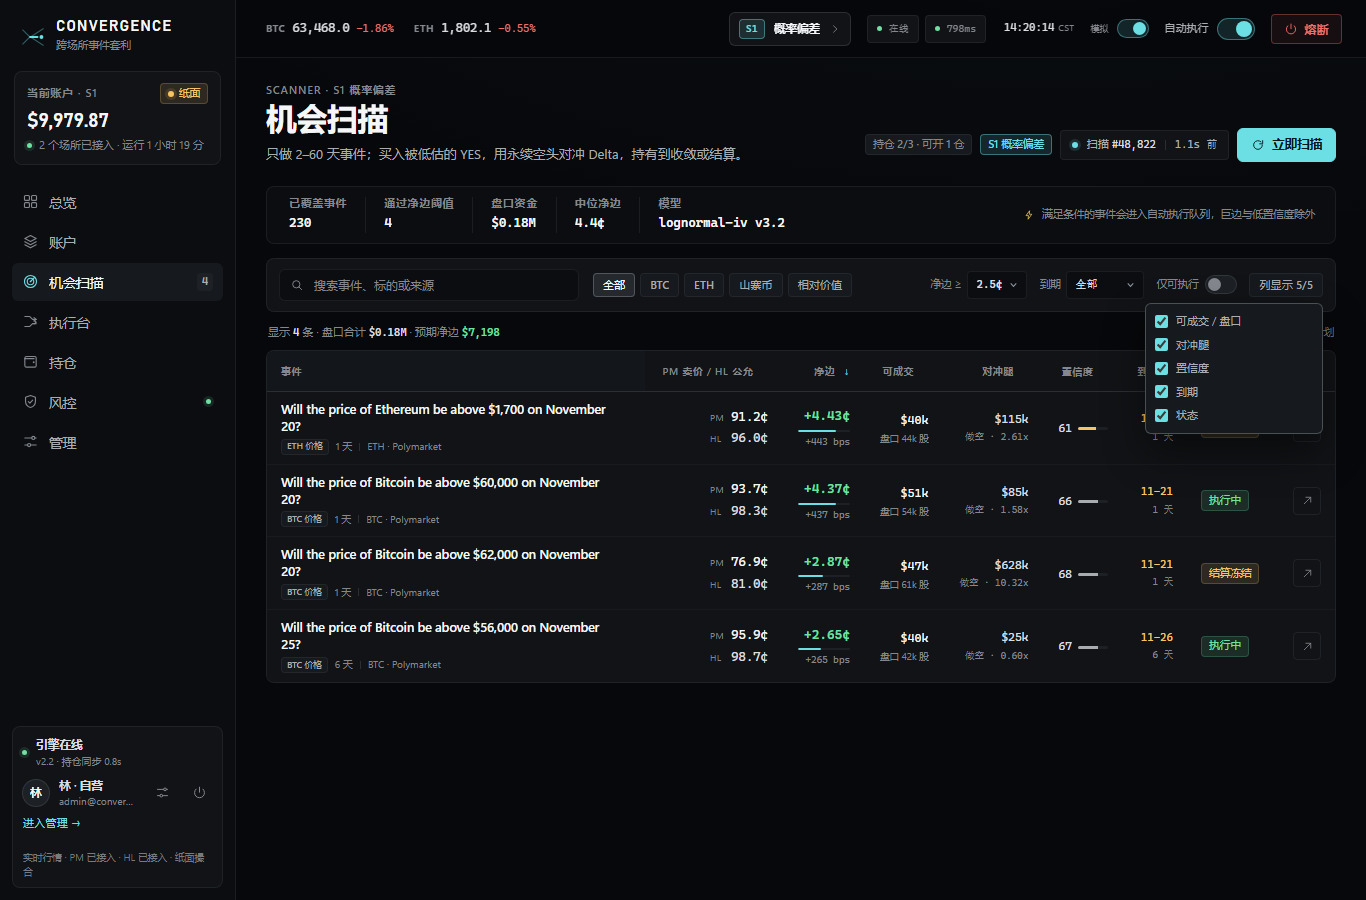 CONVERGENCE
跨场所事件套利
当前账户 · S1
纸面
$9,979.87
2 个场所已接入 · 运行 1 小时 19 分
总览
账户
机会扫描
4
执行台
持仓
风控
管理
引擎在线
v2.2 · 持仓同步 0.8s
林
林 · 自营
admin@conver...
进入管理 →
实时行情 · PM 已接入 · HL 已接入 · 纸面撮
合
BTC 63,468.0 −1.86% ETH 1,802.1 −0.55%
S1 概率偏差
在线
798ms
14:20:14 CST
模拟
自动执行
熔断
SCANNER · S1 概率偏差
机会扫描
只做 2–60 天事件；买入被低估的 YES，用永续空头对冲 Delta，持有到收敛或结算。
持仓 2/3 · 可开 1 仓
S1 概率偏差
扫描 #48,822 1.1s 前
立即扫描
已覆盖事件 通过净边阈值 盘口资金 中位净边 模型
230 4 $0.18M 4.4¢ lognormal-iv v3.2
满足条件的事件会进入自动执行队列，巨边与低置信度除外
搜索事件、标的或来源
全部 BTC ETH 山寨币 相对价值
净边 ≥ 2.5¢ 到期 全部 仅可执行 列显示 5/5
可成交 / 盘口
对冲腿
置信度
到期
状态
显示 4 条 · 盘口合计 $0.18M · 预期净边 $7,198
划
事件 PM 卖价 / HL 公允 净边 ↓ 可成交 对冲腿 置信度 到
Will the price of Ethereum be above $1,700 on November
20?
ETH 价格 1 天 ETH · Polymarket
PM 91.2¢
HL 96.0¢
+4.43¢
+443 bps
$40k
盘口 44k 股
$115k
做空 · 2.61x
61
1 天
Will the price of Bitcoin be above $60,000 on November
20?
BTC 价格 1 天 BTC · Polymarket
PM 93.7¢
HL 98.3¢
+4.37¢
+437 bps
$51k
盘口 54k 股
$85k
做空 · 1.58x
66
11-21
1 天
执行中
Will the price of Bitcoin be above $62,000 on November
20?
BTC 价格 1 天 BTC · Polymarket
PM 76.9¢
HL 81.0¢
+2.87¢
+287 bps
$47k
盘口 61k 股
$628k
做空 · 10.32x
68
11-21
1 天
结算冻结
Will the price of Bitcoin be above $56,000 on November
25?
BTC 价格 6 天 BTC · Polymarket
PM 95.9¢
HL 98.7¢
+2.65¢
+265 bps
$40k
盘口 42k 股
$25k
做空 · 0.60x
67
11-26
6 天
执行中